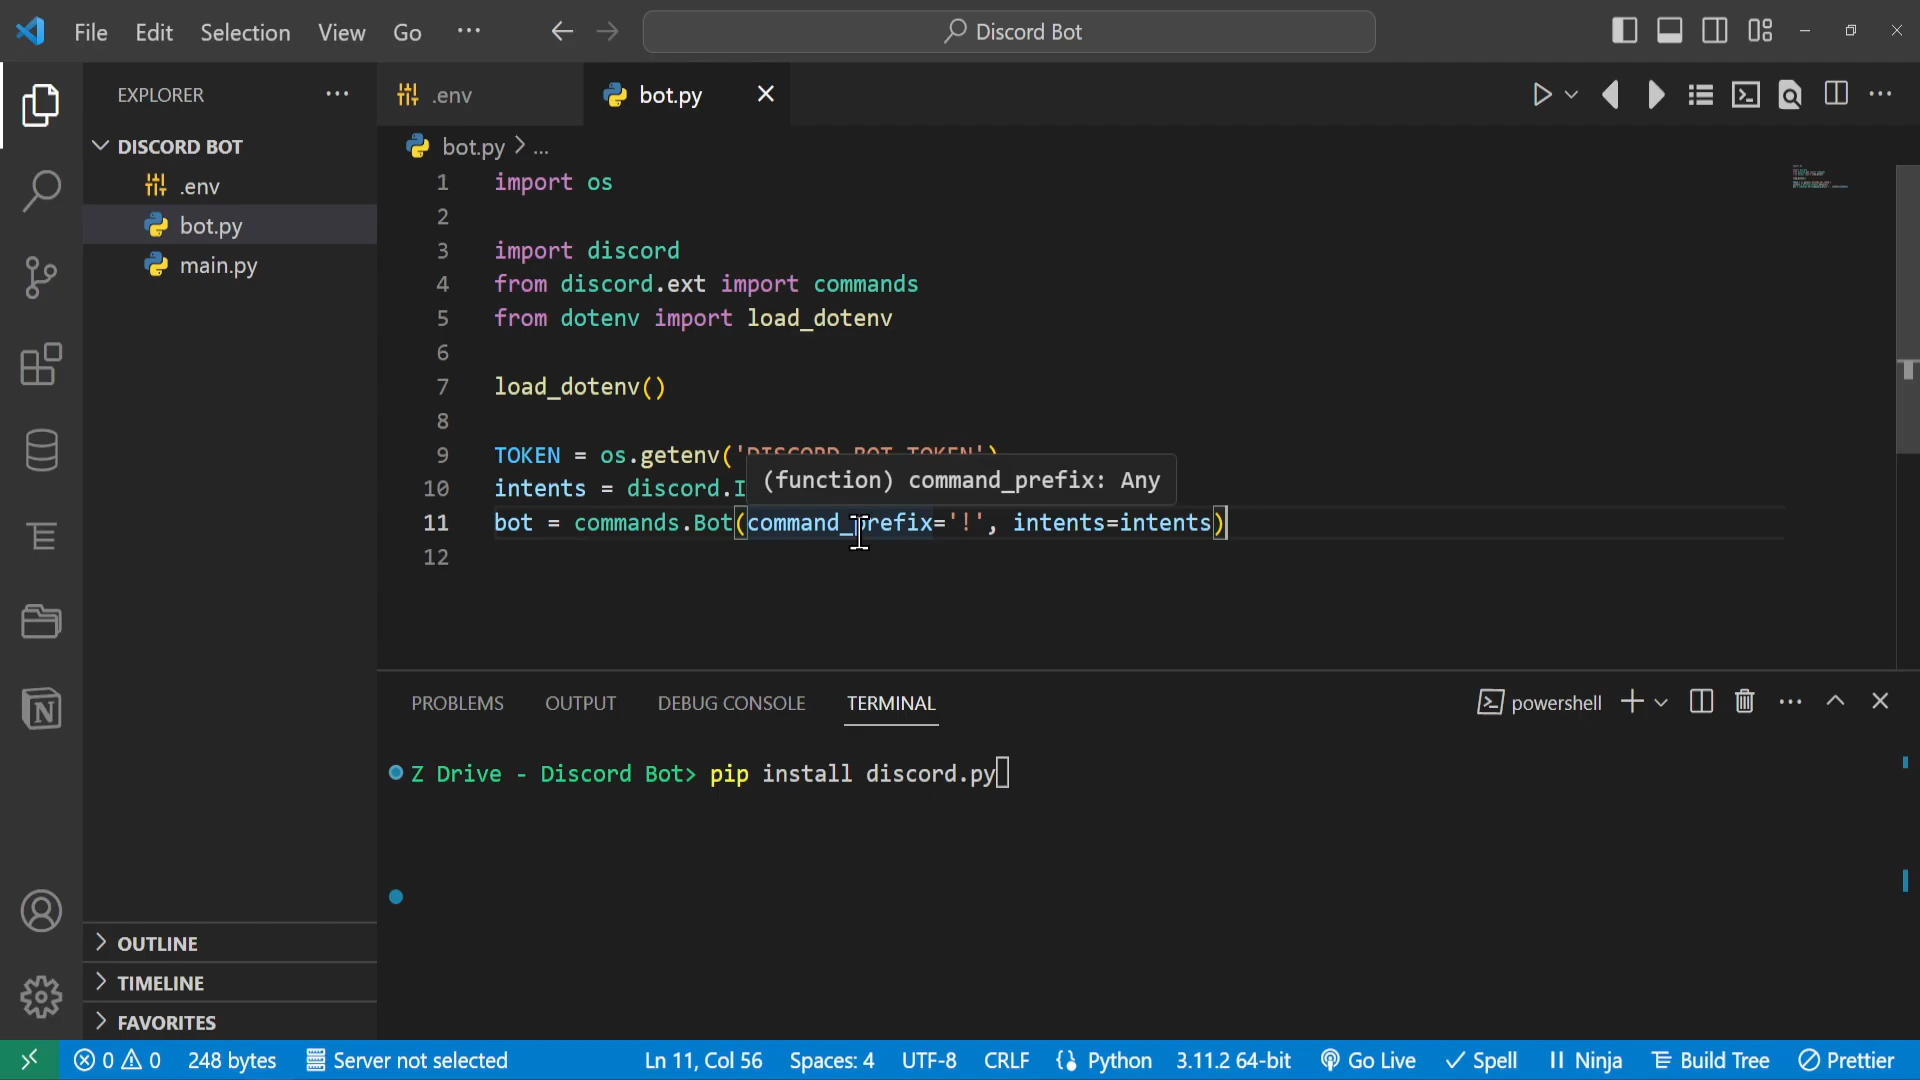 File Edit Selection View Go ···
Discord Bot
EXPLORER
DISCORD BOT
.env
bot.py
main.py
OUTLINE
TIMELINE
FAVORITES
.env
bot.py
bot.py > ...
1 import os
2
3 import discord
4 from discord.ext import commands
5 from dotenv import load_dotenv
6
7 load_dotenv()
8
9 TOKEN = os.getenv('DISCORD_BOT_TOKEN')
(function) command_prefix: Any
10 intents = discord.I
11 bot = commands.Bot(command_prefix='!', intents=intents)
12
PROBLEMS OUTPUT DEBUG CONSOLE TERMINAL
powershell
Z Drive - Discord Bot> pip install discord.py
0 0 248 bytes Server not selected Ln 11, Col 56 Spaces: 4 UTF-8 CRLF Python 3.11.2 64-bit Go Live Spell Ninja Build Tree Prettier